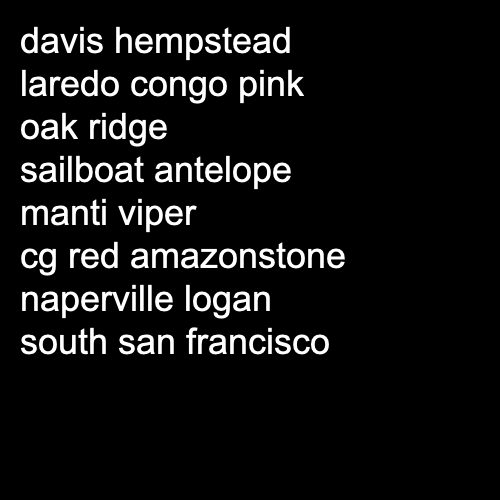 davis hempstead
laredo congo pink
oak ridge
sailboat antelope
manti viper
cg red amazonstone
naperville logan
south san francisco